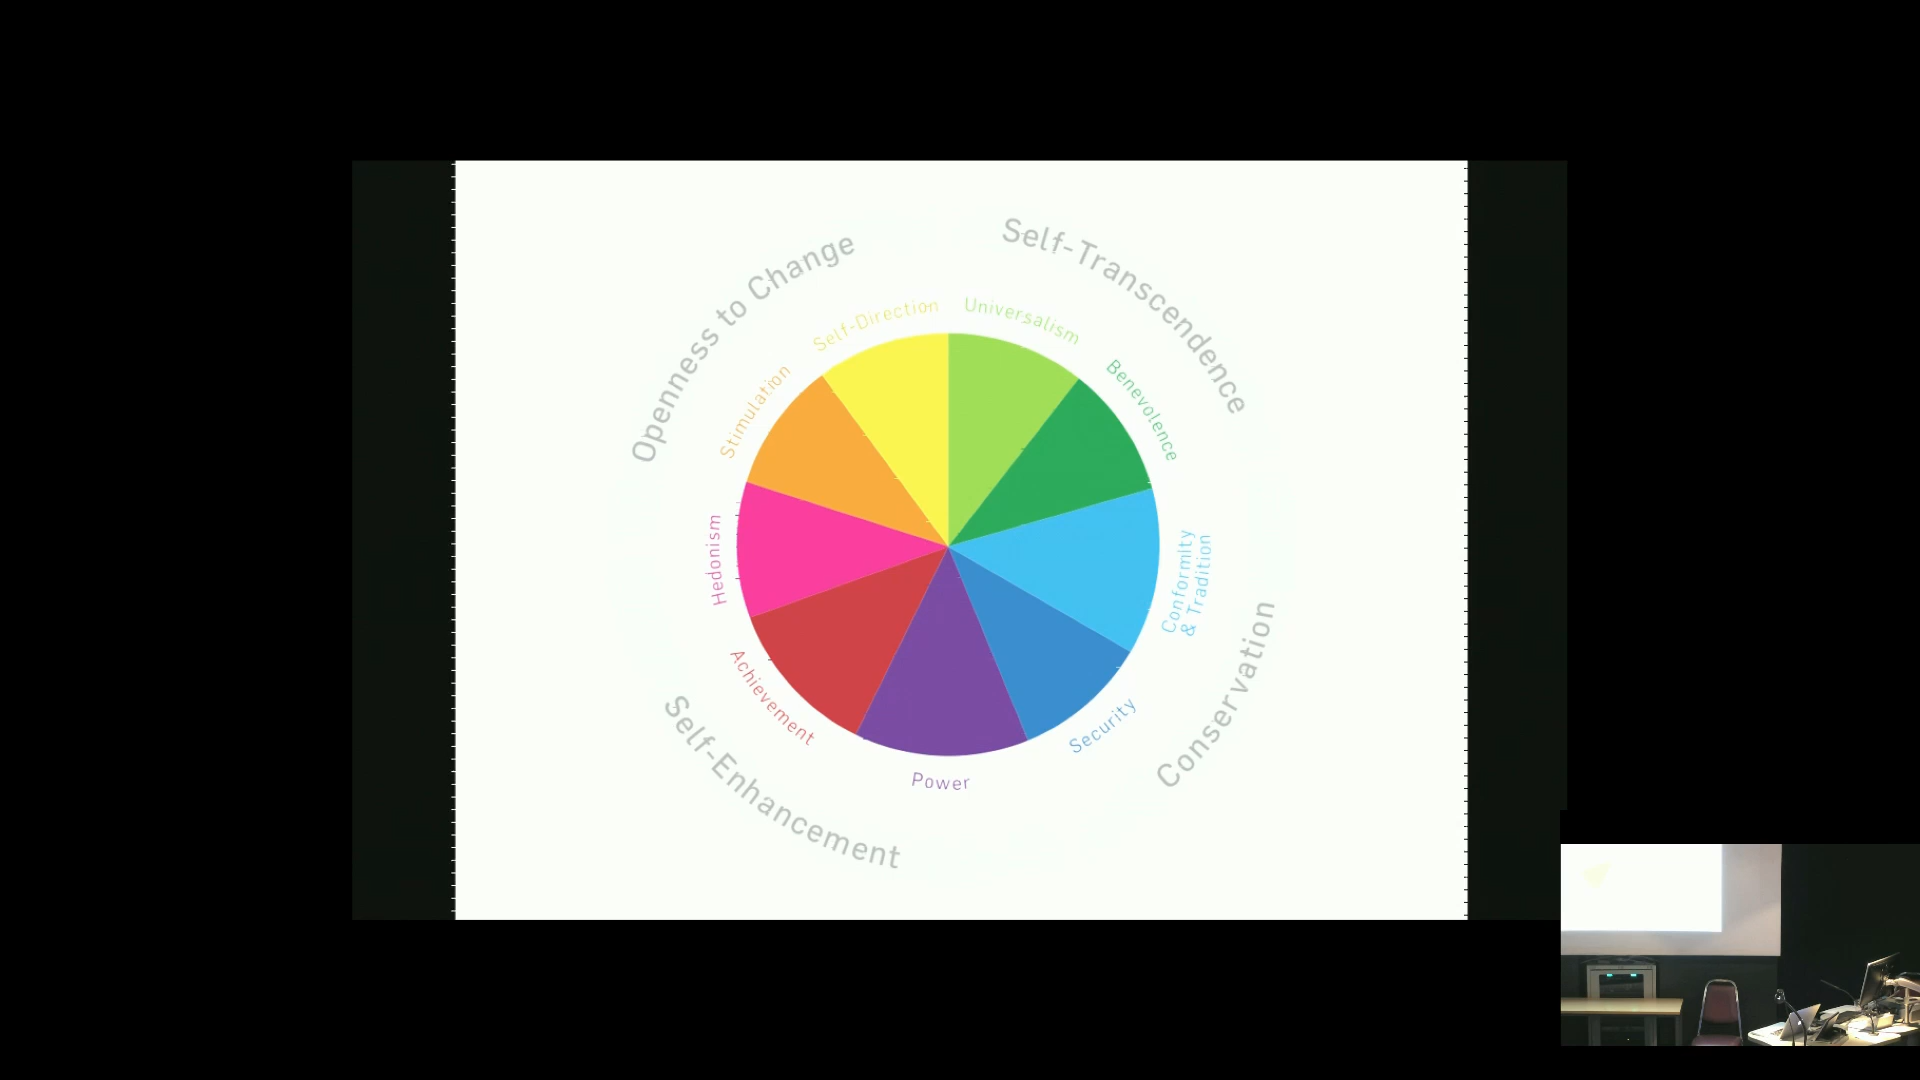 Openness to Change
Self-Transcendence
Self-Direction
Universalism
Stimulation
Benevolence
Hedonism
Conformity
& Tradition
Achievement
Security
Power
Self-Enhancement
Conservation